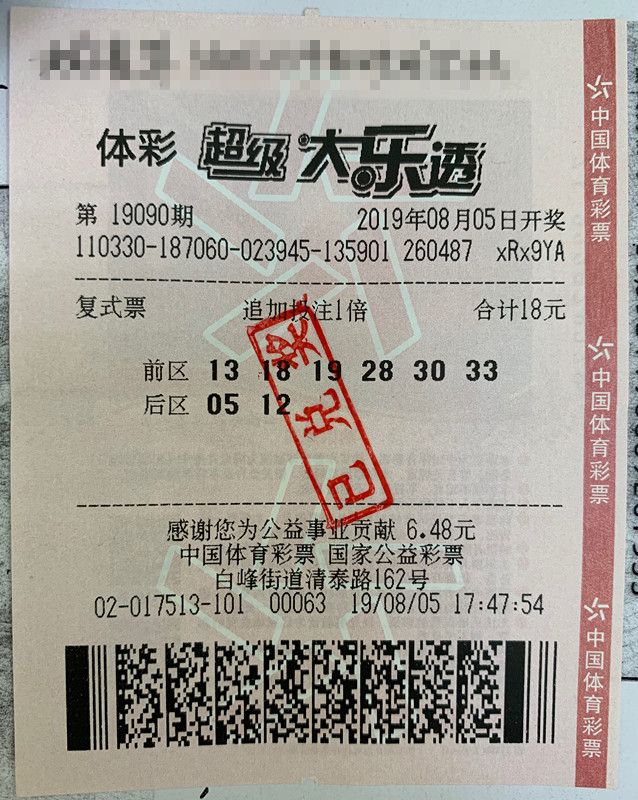 体彩 超级大乐透
第 19090期 2019年08月05日开奖
110330-187060-023945-135901 260487 xRx9YA
复式票 追加投注1倍 合计18元
前区 13 18 19 28 30 33
后区 05 12
已兑奖
感谢您为公益事业贡献 6.48元
中国体育彩票 国家公益彩票
白峰街道清泰路162号
02-017513-101 00063 19/08/05 17:47:54
中国体育彩票
中国体育彩票
中国体育彩票